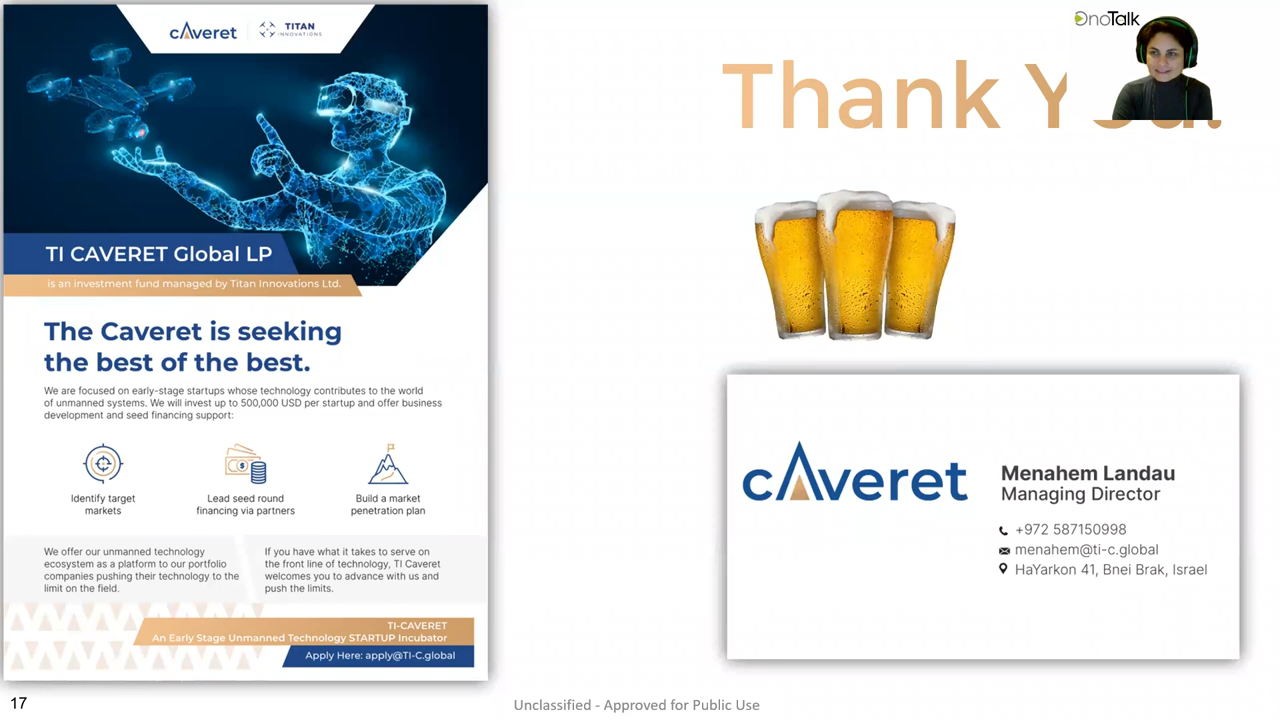 cAveret
TITAN
INNOVATIONS
TI CAVERET Global LP
is an investment fund managed by Titan Innovations Ltd.
The Caveret is seeking
the best of the best.
We are focused on early-stage startups whose technology contributes to the world
of unmanned systems. We will invest up to 500,000 USD per startup and offer business
development and seed financing support:
Identify target
markets
Lead seed round
financing via partners
Build a market
penetration plan
We offer our unmanned technology
ecosystem as a platform to our portfolio
companies pushing their technology to the
limit on the field.
If you have what it takes to serve on
the front line of technology, TI Caveret
welcomes you to advance with us and
push the limits.
TI-CAVERET
An Early Stage Unmanned Technology STARTUP Incubator
Apply Here: apply@TI-C.global
17
OnoTalk
Thank You!
cAveret
Menahem Landau
Managing Director
+972 587150998
menahem@ti-c.global
HaYarkon 41, Bnei Brak, Israel
Unclassified - Approved for Public Use